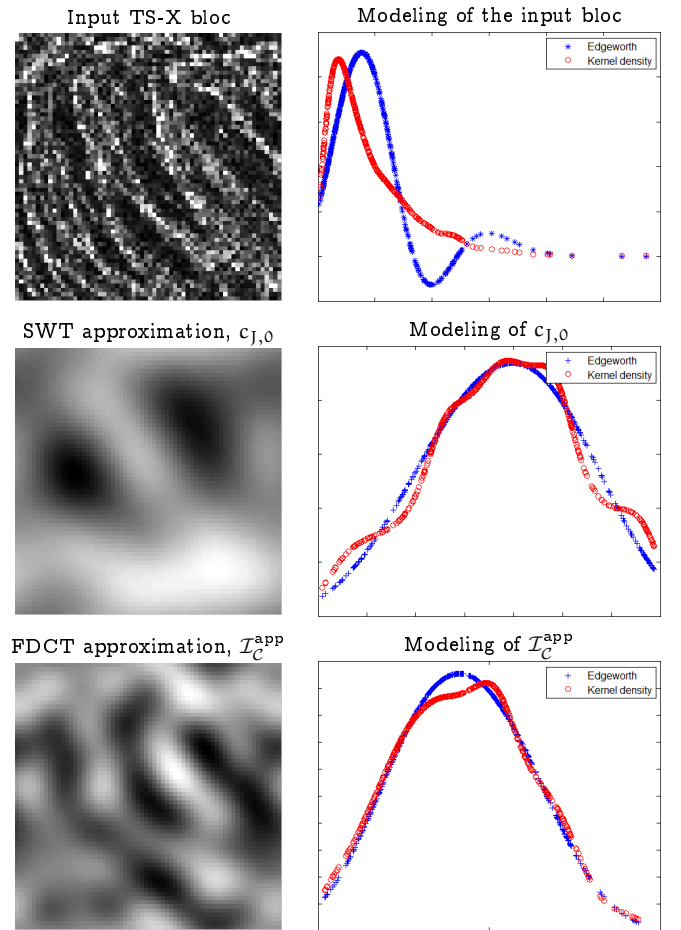 Input TS-X bloc
Modeling of the input bloc
Edgeworth
Kernel density
SWT approximation, c_{J,0}
Modeling of c_{J,0}
Edgeworth
Kernel density
FDCT approximation, 𝓘_𝒞^{app}
Modeling of 𝓘_𝒞^{app}
Edgeworth
Kernel density